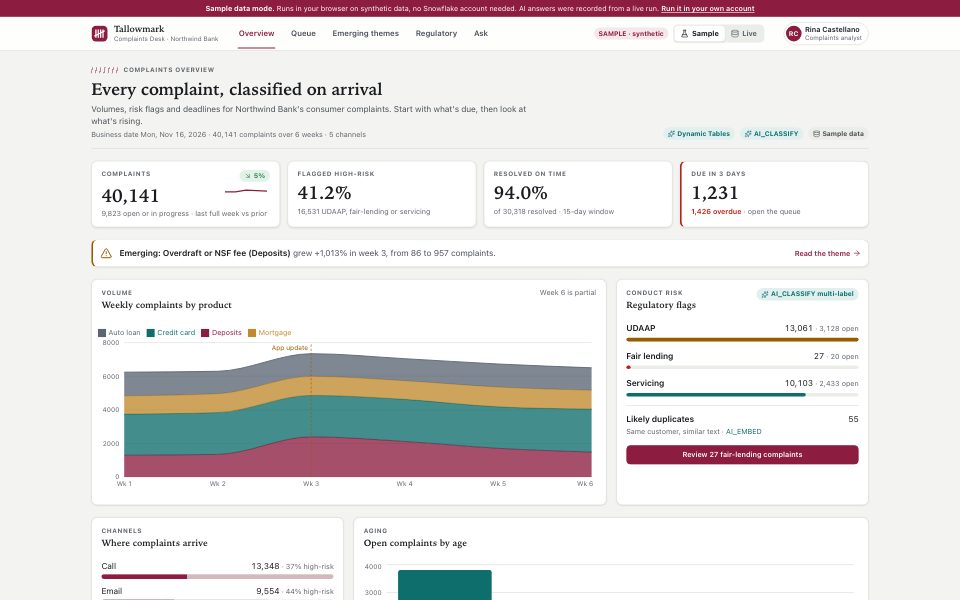 Sample data mode. Runs in your browser on synthetic data, no Snowflake account needed. AI answers were recorded from a live run. Run it in your own account
Tallowmark
Complaints Desk · Northwind Bank
Overview
Queue
Emerging themes
Regulatory
Ask
SAMPLE · synthetic
Sample
Live
RC
Rina Castellano
Complaints analyst
COMPLAINTS OVERVIEW
Every complaint, classified on arrival
Volumes, risk flags and deadlines for Northwind Bank's consumer complaints. Start with what's due, then look at
what's rising.
Business date Mon, Nov 16, 2026 · 40,141 complaints over 6 weeks · 5 channels
Dynamic Tables
AI_CLASSIFY
Sample data
COMPLAINTS
5%
40,141
9,823 open or in progress · last full week vs prior
FLAGGED HIGH-RISK
41.2%
16,531 UDAAP, fair-lending or servicing
RESOLVED ON TIME
94.0%
of 30,318 resolved · 15-day window
DUE IN 3 DAYS
1,231
1,426 overdue · open the queue
Emerging: Overdraft or NSF fee (Deposits) grew +1,013% in week 3, from 86 to 957 complaints.
Read the theme →
VOLUME
Weekly complaints by product
Week 6 is partial
Auto loan
Credit card
Deposits
Mortgage
App update
8000
6000
4000
2000
0
Wk 1
Wk 2
Wk 3
Wk 4
Wk 5
Wk 6
CONDUCT RISK
AI_CLASSIFY multi-label
Regulatory flags
UDAAP
13,061 · 3,128 open
Fair lending
27 · 20 open
Servicing
10,103 · 2,433 open
Likely duplicates
55
Same customer, similar text · AI_EMBED
Review 27 fair-lending complaints
CHANNELS
Where complaints arrive
Call
13,348 · 37% high-risk
Email
9,554 · 44% high-risk
AGING
Open complaints by age
4000
3000